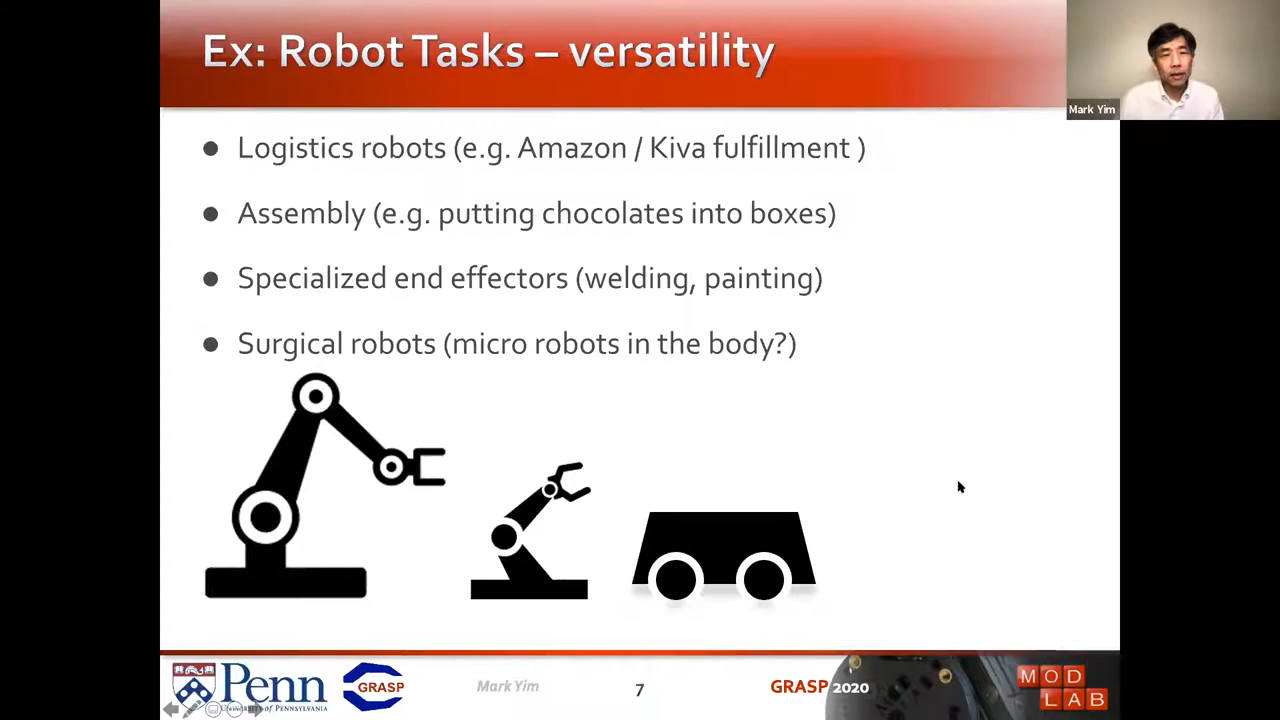 Ex: Robot Tasks – versatility
Mark Yim
● Logistics robots (e.g. Amazon / Kiva fulfillment )
● Assembly (e.g. putting chocolates into boxes)
● Specialized end effectors (welding, painting)
● Surgical robots (micro robots in the body?)
Penn
UNIVERSITY OF PENNSYLVANIA
GRASP
Mark Yim
7
GRASP 2020
MOD
LAB